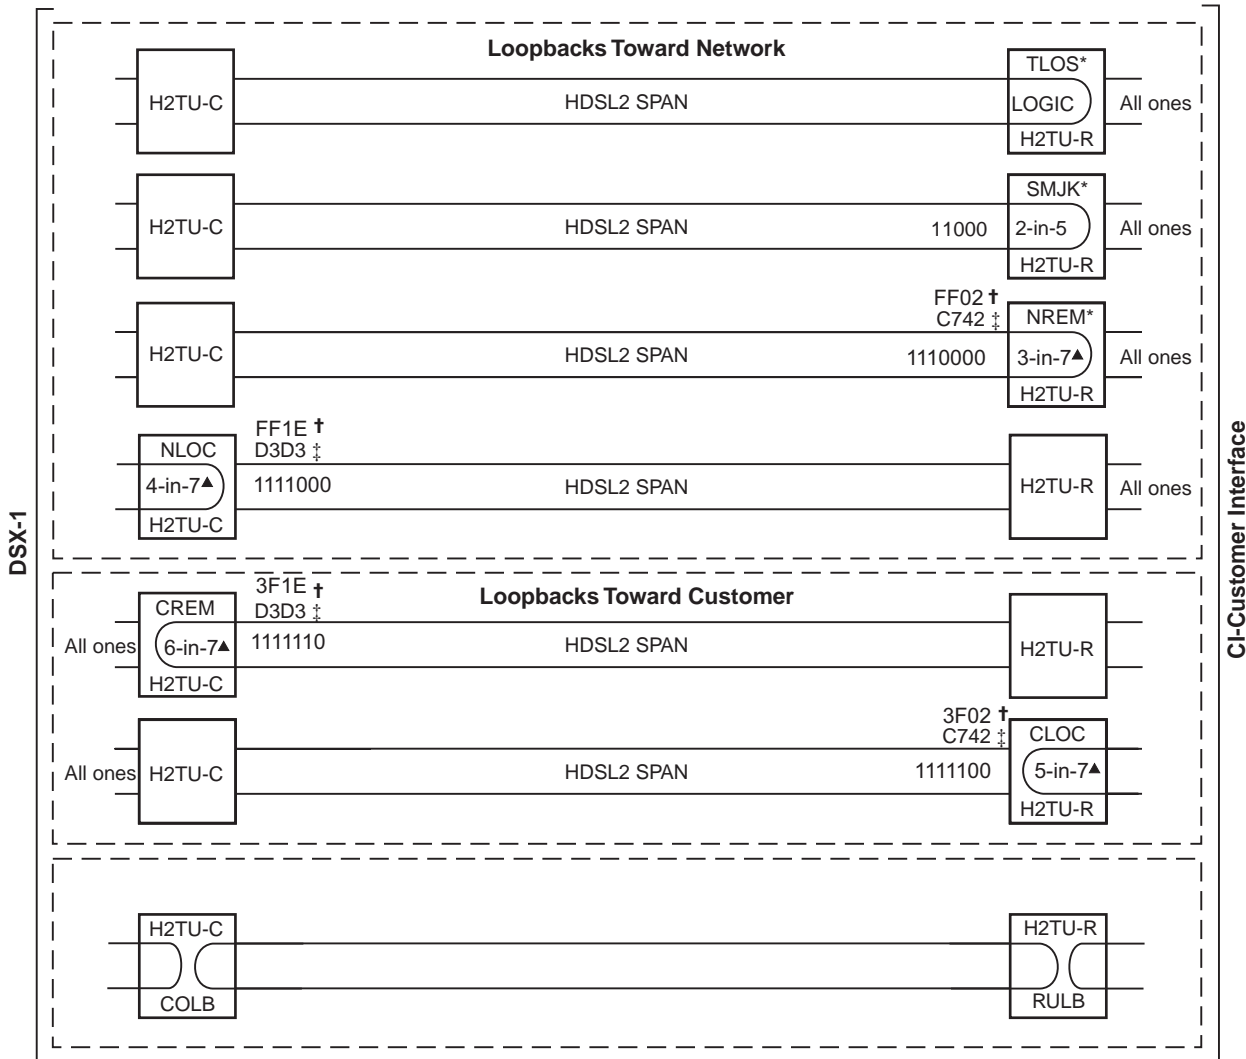 Loopbacks Toward Network
H2TU-C
HDSL2 SPAN
TLOS*
LOGIC
H2TU-R
All ones
H2TU-C
HDSL2 SPAN
11000
SMJK*
2-in-5
H2TU-R
All ones
H2TU-C
HDSL2 SPAN
FF02 †
C742 ‡
1110000
NREM*
3-in-7▲
H2TU-R
All ones
NLOC
4-in-7▲
H2TU-C
FF1E †
D3D3 ‡
1111000
HDSL2 SPAN
H2TU-R
All ones
DSX-1
CI-Customer Interface
Loopbacks Toward Customer
All ones
CREM
6-in-7▲
H2TU-C
3F1E †
D3D3 ‡
1111110
HDSL2 SPAN
H2TU-R
All ones
H2TU-C
HDSL2 SPAN
3F02 †
C742 ‡
1111100
CLOC
5-in-7▲
H2TU-R
H2TU-C
COLB
H2TU-R
RULB